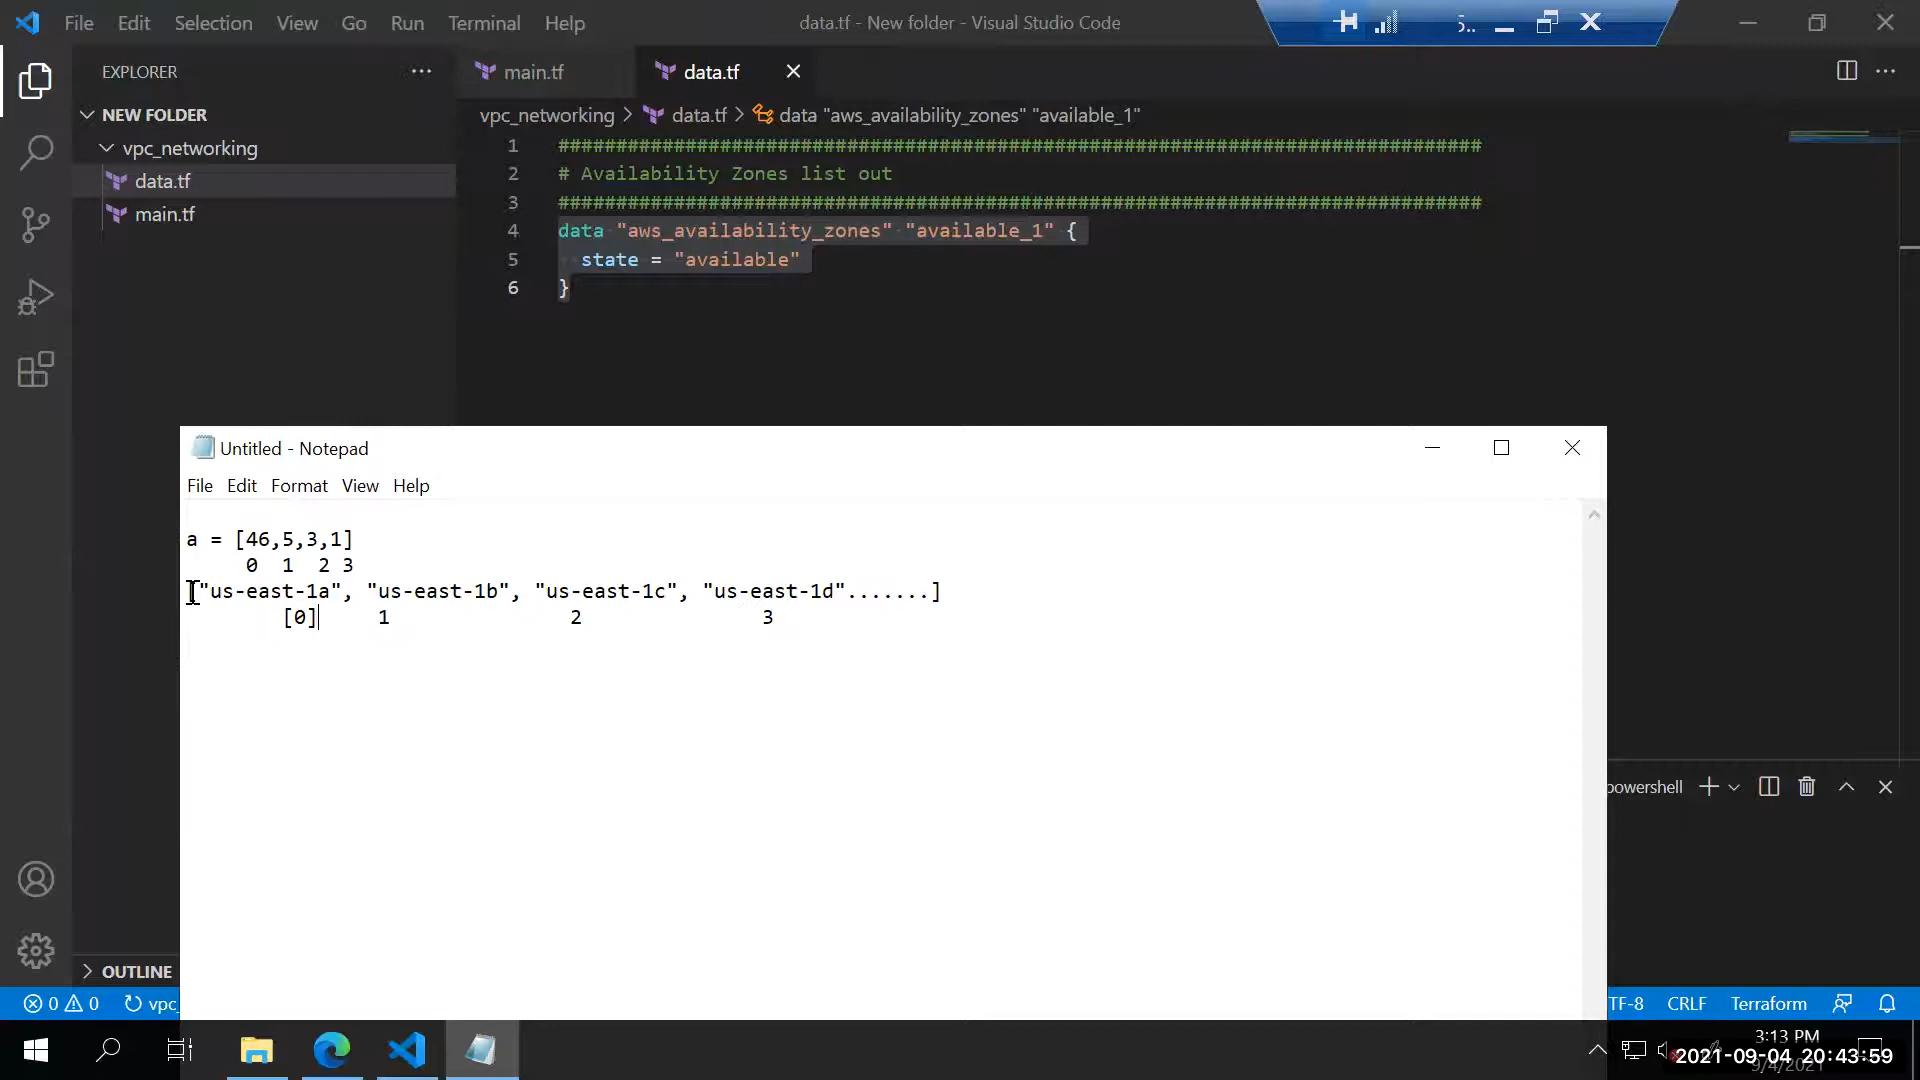 File Edit Selection View Go Run Terminal Help
data.tf - New folder - Visual Studio Code
5..
EXPLORER
main.tf
data.tf
NEW FOLDER
vpc_networking
data.tf
main.tf
vpc_networking > data.tf > data "aws_availability_zones" "available_1"
1 ################################################################################
2 # Availability Zones list out
3 ################################################################################
4 data "aws_availability_zones" "available_1" {
5 state = "available"
6 }
Untitled - Notepad
File Edit Format View Help
a = [46,5,3,1]
0 1 2 3
["us-east-1a", "us-east-1b", "us-east-1c", "us-east-1d".......]
[0] 1 2 3
powershell
OUTLINE
0 0 vpc_
TF-8 CRLF Terraform
3:13 PM
9/4/2021
2021-09-04 20:43:59